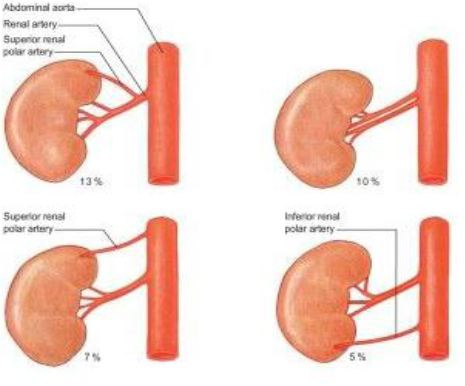 Abdominal aorta
Renal artery
Superior renal
polar artery
13 %
10 %
Superior renal
polar artery
7 %
Inferior renal
polar artery
5 %